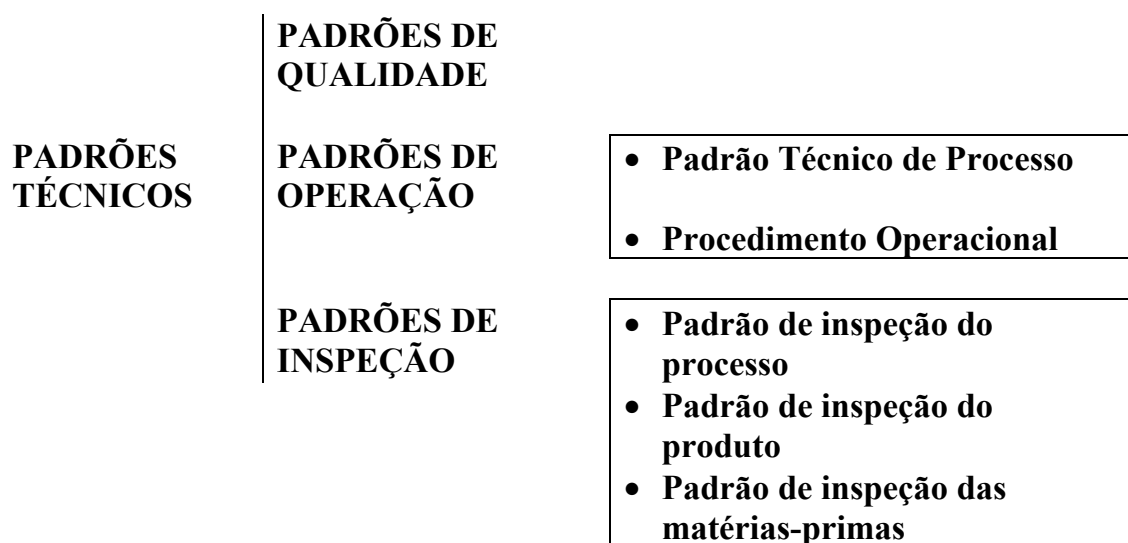 PADRÕES DE
QUALIDADE
PADRÕES
TÉCNICOS
PADRÕES DE
OPERAÇÃO
• Padrão Técnico de Processo
• Procedimento Operacional
PADRÕES DE
INSPEÇÃO
• Padrão de inspeção do
processo
• Padrão de inspeção do
produto
• Padrão de inspeção das
matérias-primas